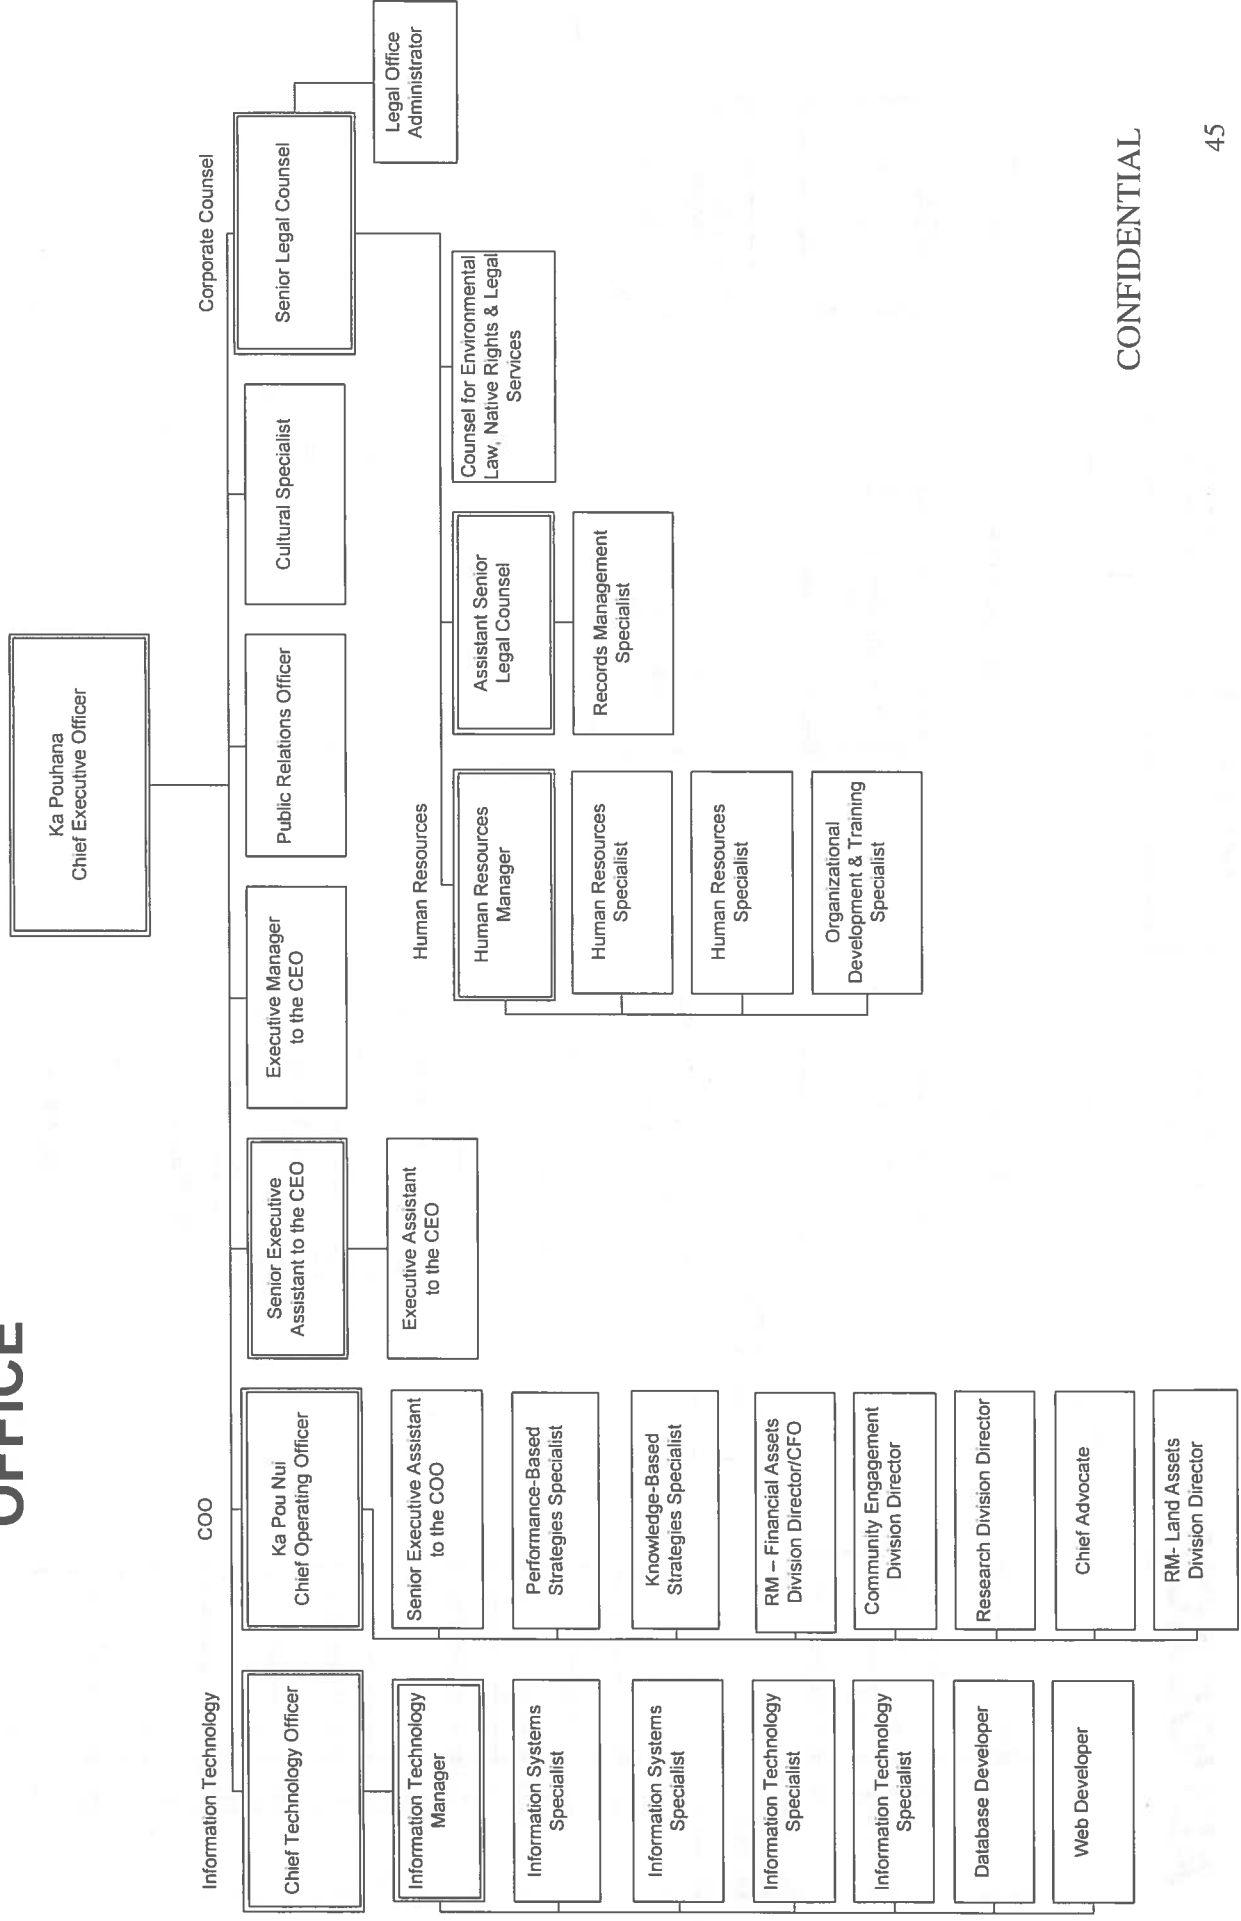 OFFICE
Ka Pouhana
Chief Executive Officer
Information Technology
COO
Corporate Counsel
Chief Technology Officer
Ka Pou Nui
Chief Operating Officer
Senior Executive
Assistant to the CEO
Executive Manager
to the CEO
Public Relations Officer
Cultural Specialist
Senior Legal Counsel
Information Technology
Manager
Information Systems
Specialist
Information Systems
Specialist
Information Technology
Specialist
Information Technology
Specialist
Database Developer
Web Developer
Senior Executive Assistant
to the COO
Performance-Based
Strategies Specialist
Knowledge-Based
Strategies Specialist
RM – Financial Assets
Division Director/CFO
Community Engagement
Division Director
Research Division Director
Chief Advocate
RM- Land Assets
Division Director
Executive Assistant
to the CEO
Human Resources
Human Resources
Manager
Human Resources
Specialist
Human Resources
Specialist
Organizational
Development & Training
Specialist
Assistant Senior
Legal Counsel
Records Management
Specialist
Counsel for Environmental
Law, Native Rights & Legal
Services
Legal Office
Administrator
CONFIDENTIAL
45